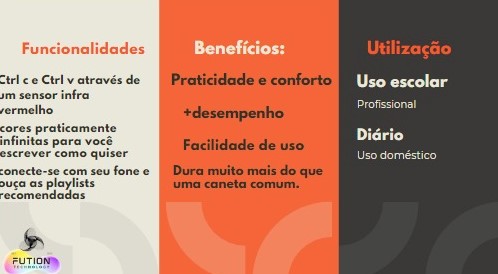 Funcionalidades
Ctrl c e Ctrl v através de
um sensor infra
vermelho
cores praticamente
infinitas para você
escrever como quiser
conecte-se com seu fone e
ouça as playlists
recomendadas
FUTION
TECHNOLOGY
Benefícios:
Praticidade e conforto
+desempenho
Facilidade de uso
Dura muito mais do que
uma caneta comum.
Utilização
Uso escolar
Profissional
Diário
Uso doméstico